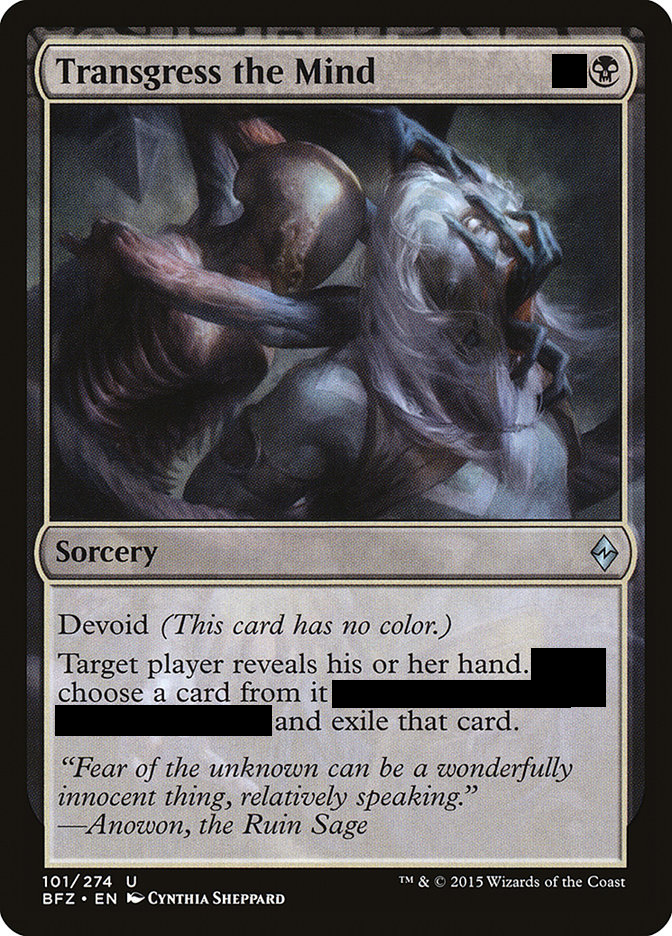 Transgress the Mind
Sorcery
Devoid (This card has no color.)
Target player reveals his or her hand.
choose a card from it
and exile that card.
“Fear of the unknown can be a wonderfully
innocent thing, relatively speaking.”
—Anowon, the Ruin Sage
101/274 U
BFZ • EN Cynthia Sheppard
™ & © 2015 Wizards of the Coast